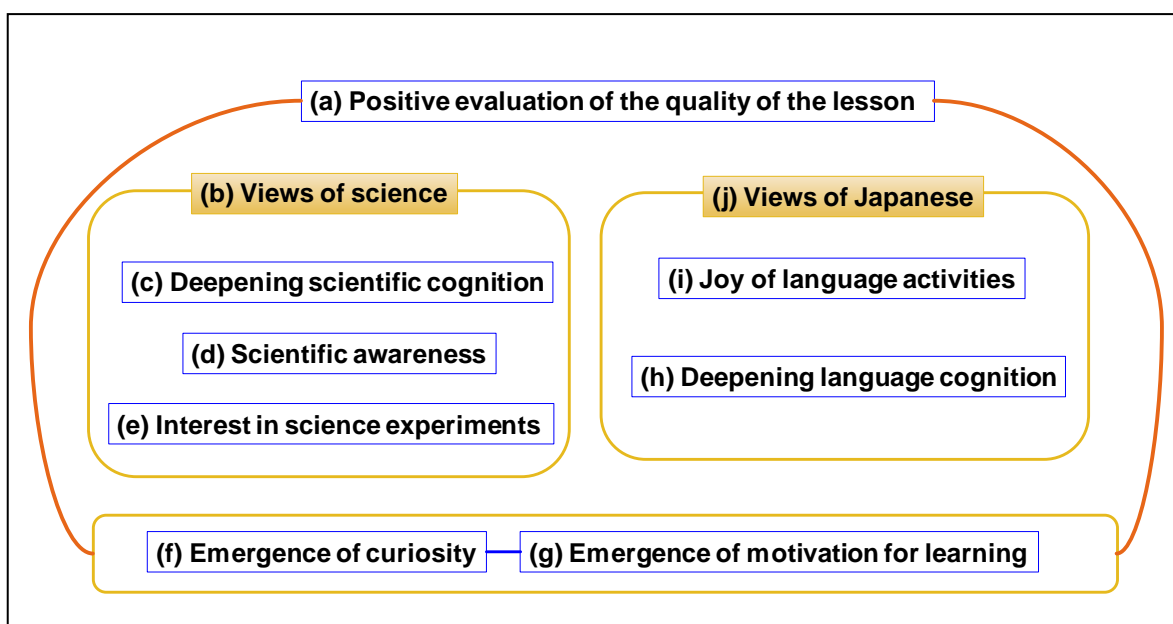 (a) Positive evaluation of the quality of the lesson
(b) Views of science
(c) Deepening scientific cognition
(d) Scientific awareness
(e) Interest in science experiments
(j) Views of Japanese
(i) Joy of language activities
(h) Deepening language cognition
(f) Emergence of curiosity
(g) Emergence of motivation for learning